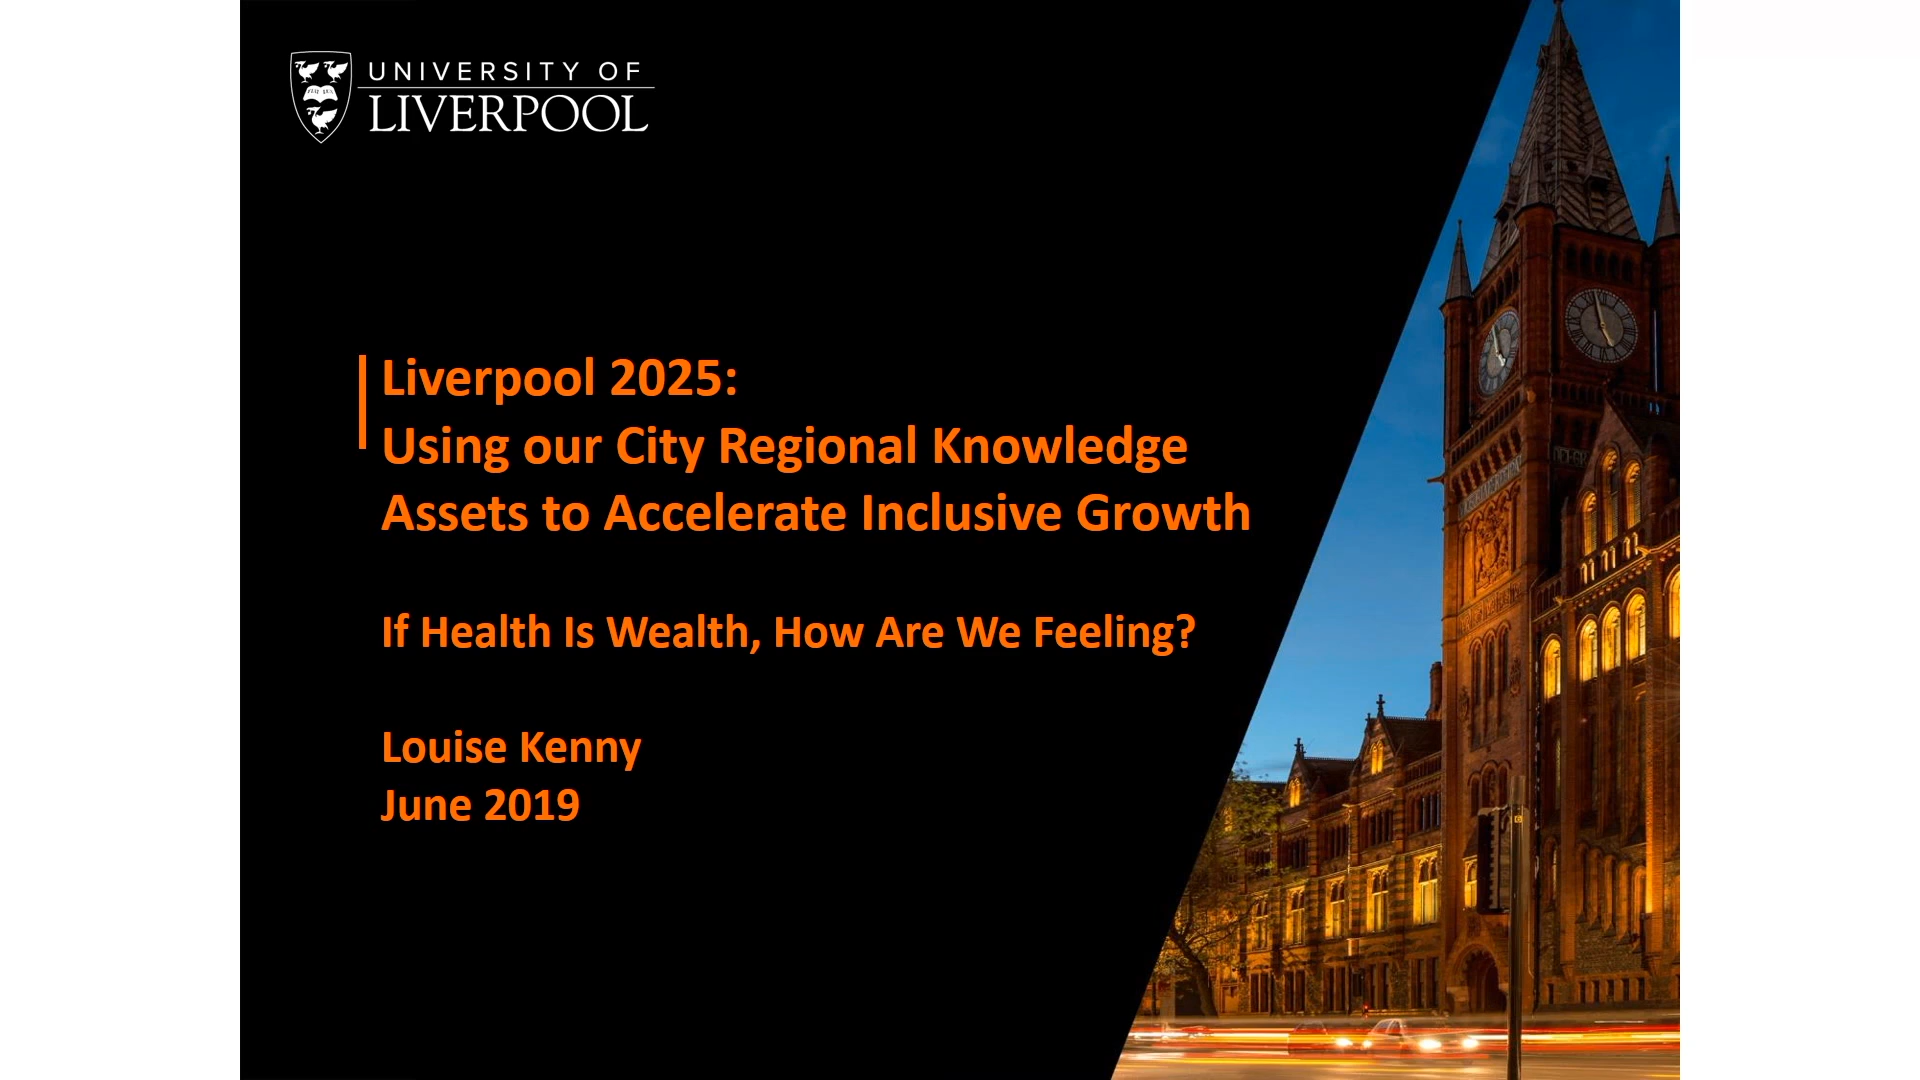 UNIVERSITY OF
LIVERPOOL
Liverpool 2025:
Using our City Regional Knowledge
Assets to Accelerate Inclusive Growth
If Health Is Wealth, How Are We Feeling?
Louise Kenny
June 2019